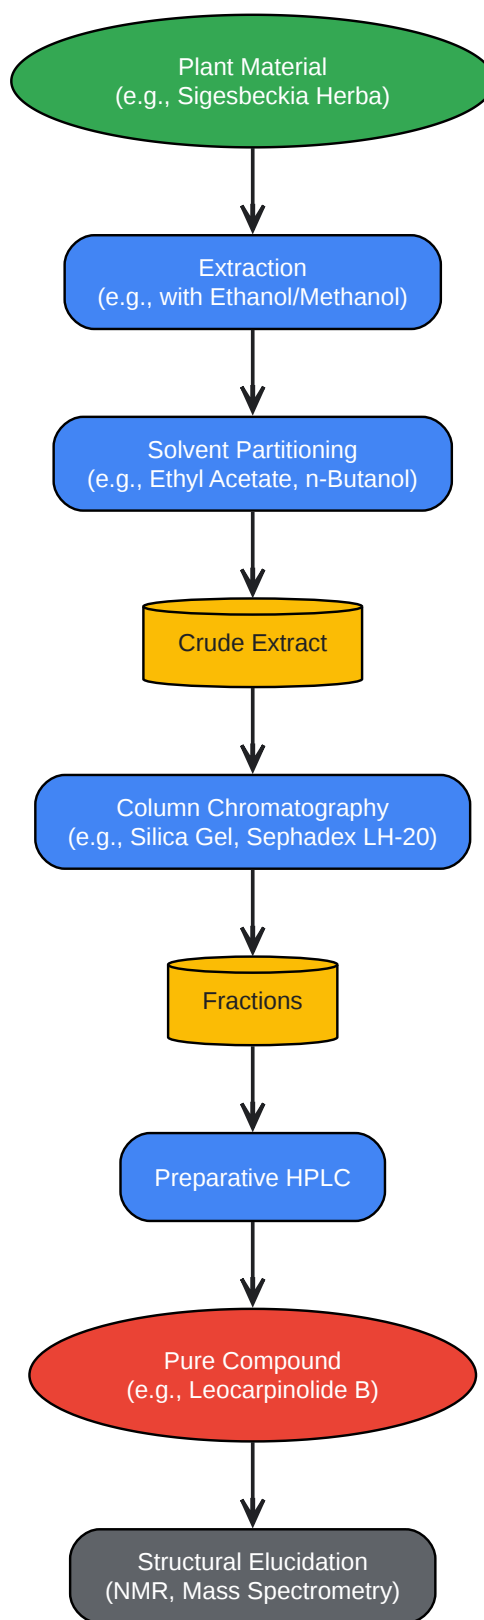 Plant Material
(e.g., Sigesbeckia Herba)
Extraction
(e.g., with Ethanol/Methanol)
Solvent Partitioning
(e.g., Ethyl Acetate, n-Butanol)
Crude Extract
Column Chromatography
(e.g., Silica Gel, Sephadex LH-20)
Fractions
Preparative HPLC
Pure Compound
(e.g., Leocarpinolide B)
Structural Elucidation
(NMR, Mass Spectrometry)